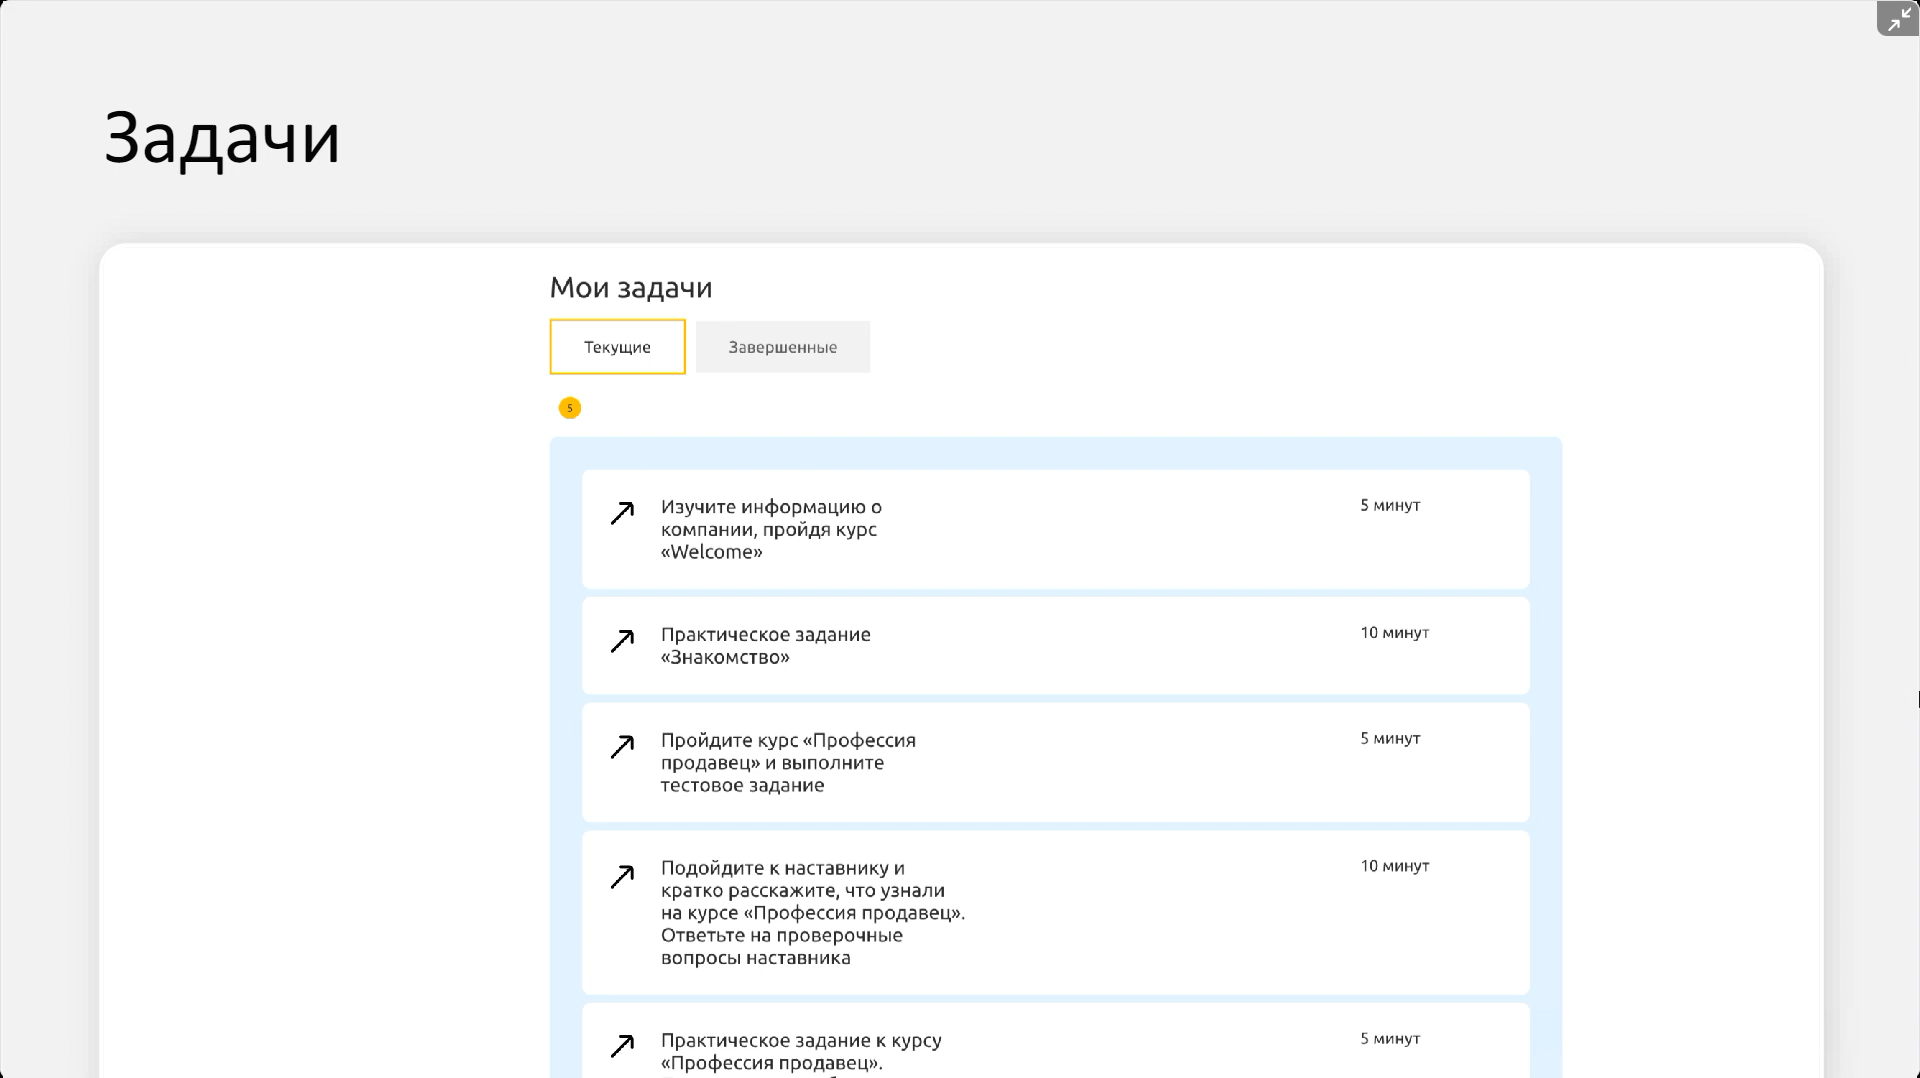 Задачи
Мои задачи
Текущие
Завершенные
5
Изучите информацию о
компании, пройдя курс
«Welcome»
5 минут
Практическое задание
«Знакомство»
10 минут
Пройдите курс «Профессия
продавец» и выполните
тестовое задание
5 минут
Подойдите к наставнику и
кратко расскажите, что узнали
на курсе «Профессия продавец».
Ответьте на проверочные
вопросы наставника
10 минут
Практическое задание к курсу
«Профессия продавец».
5 минут